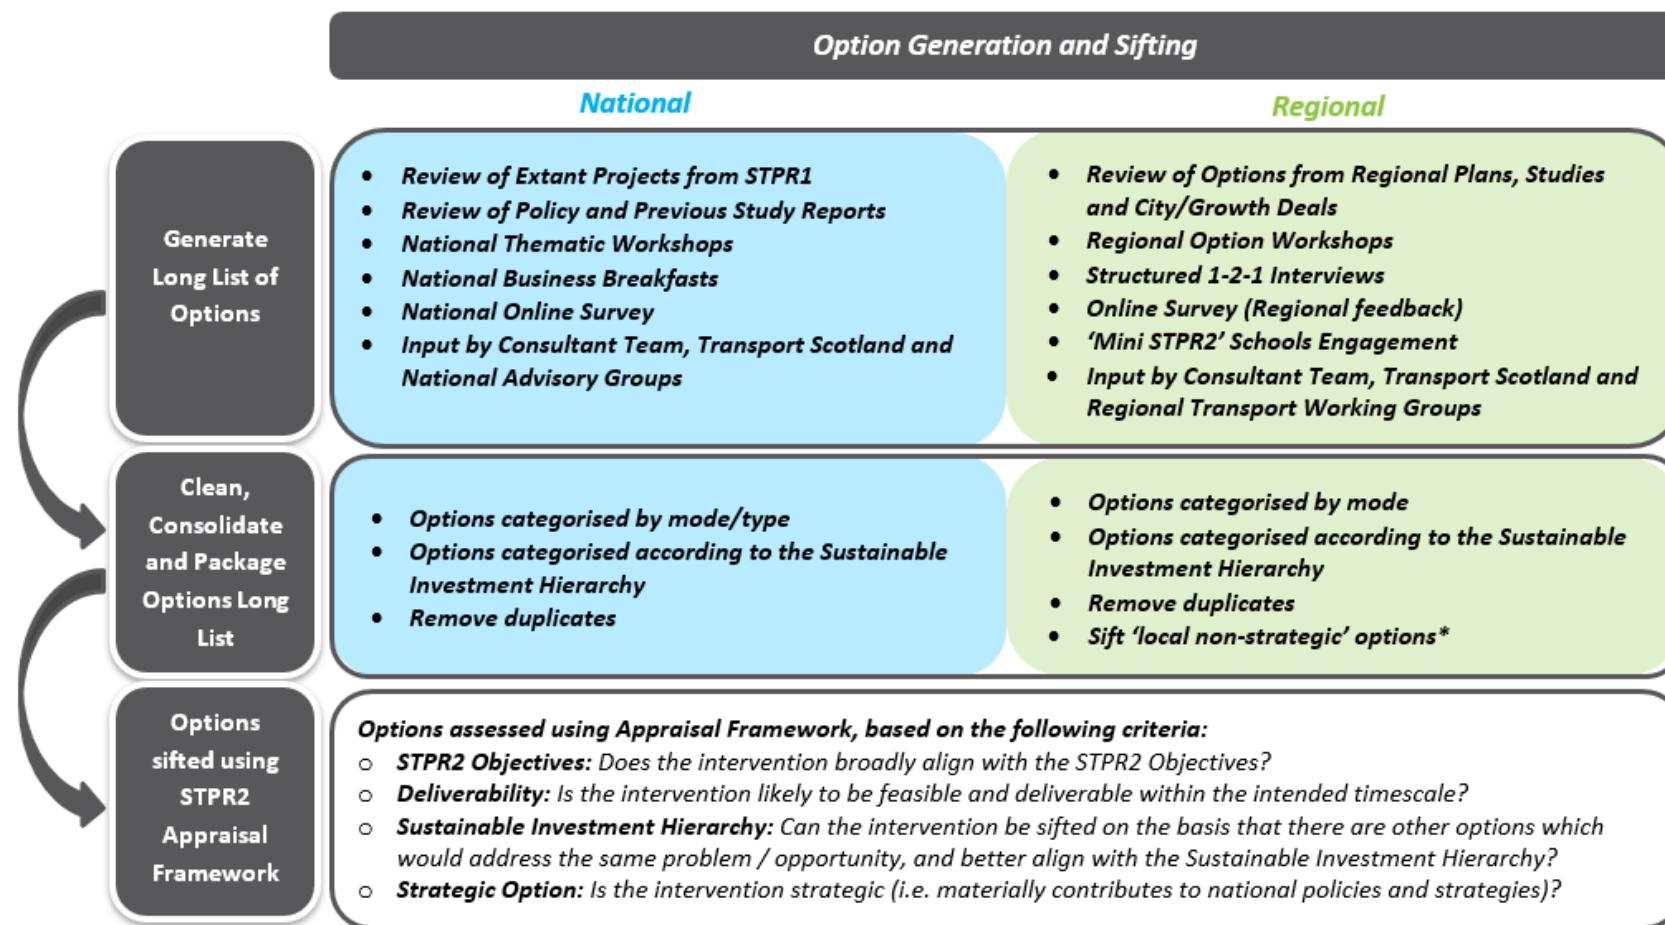 Option Generation and Sifting
National
Regional
Generate
Long List of
Options
• Review of Extant Projects from STPR1
• Review of Policy and Previous Study Reports
• National Thematic Workshops
• National Business Breakfasts
• National Online Survey
• Input by Consultant Team, Transport Scotland and
National Advisory Groups
• Review of Options from Regional Plans, Studies
and City/Growth Deals
• Regional Option Workshops
• Structured 1-2-1 Interviews
• Online Survey (Regional feedback)
• ‘Mini STPR2’ Schools Engagement
• Input by Consultant Team, Transport Scotland and
Regional Transport Working Groups
Clean,
Consolidate
and Package
Options Long
List
• Options categorised by mode/type
• Options categorised according to the Sustainable
Investment Hierarchy
• Remove duplicates
• Options categorised by mode
• Options categorised according to the Sustainable
Investment Hierarchy
• Remove duplicates
• Sift ‘local non-strategic’ options*
Options
sifted using
STPR2
Appraisal
Framework
Options assessed using Appraisal Framework, based on the following criteria:
o STPR2 Objectives: Does the intervention broadly align with the STPR2 Objectives?
o Deliverability: Is the intervention likely to be feasible and deliverable within the intended timescale?
o Sustainable Investment Hierarchy: Can the intervention be sifted on the basis that there are other options which
would address the same problem / opportunity, and better align with the Sustainable Investment Hierarchy?
o Strategic Option: Is the intervention strategic (i.e. materially contributes to national policies and strategies)?